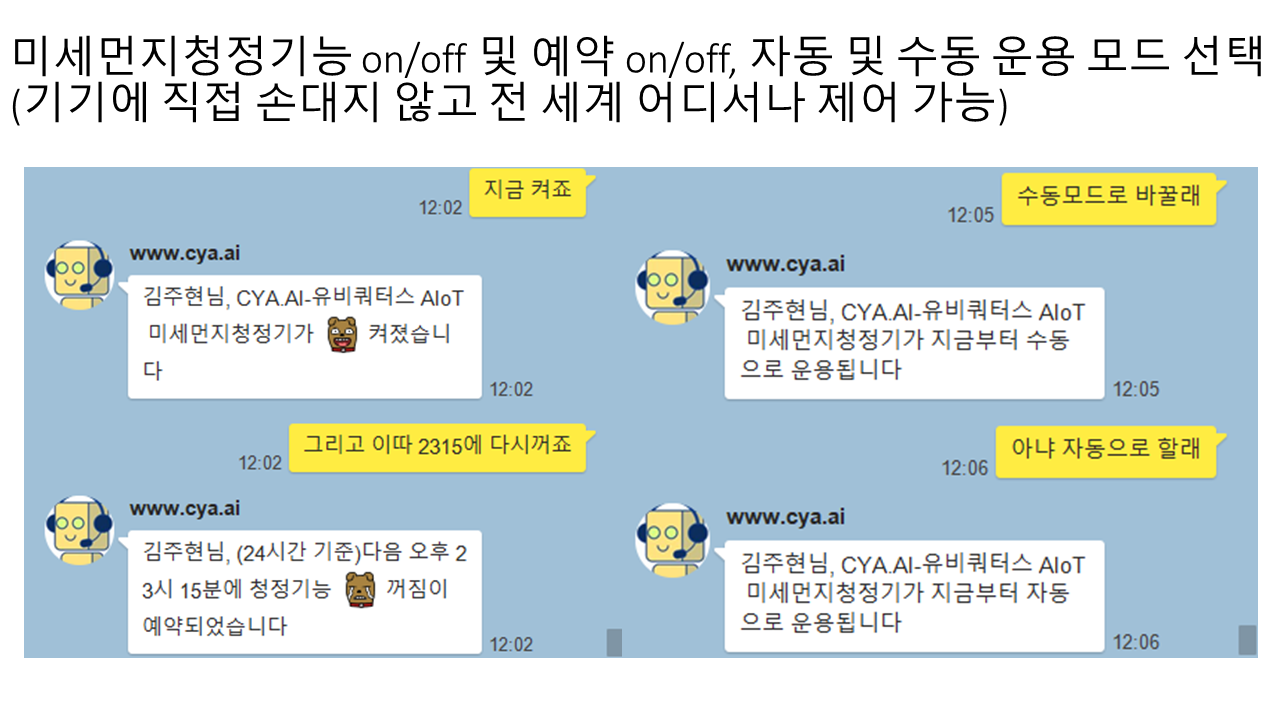 미세먼지청정기능 on/off 및 예약 on/off, 자동 및 수동 운용 모드 선택
(기기에 직접 손대지 않고 전 세계 어디서나 제어 가능)
지금 켜죠
12:02
www.cya.ai
김주현님, CYA.AI-유비쿼터스 AIoT
미세먼지청정기가 켜졌습니
다
12:02
그리고 이따 2315에 다시꺼죠
12:02
www.cya.ai
김주현님, (24시간 기준)다음 오후 2
3시 15분에 청정기능 꺼짐이
예약되었습니다
12:02
수동모드로 바꿀래
12:05
www.cya.ai
김주현님, CYA.AI-유비쿼터스 AIoT
미세먼지청정기가 지금부터 수동
으로 운용됩니다
12:05
아냐 자동으로 할래
12:06
www.cya.ai
김주현님, CYA.AI-유비쿼터스 AIoT
미세먼지청정기가 지금부터 자동
으로 운용됩니다
12:06